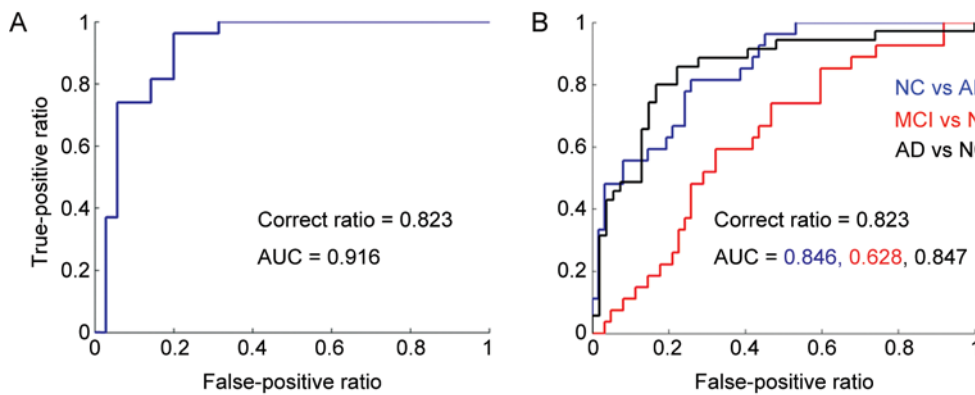 A
True-positive ratio
1
0.8
0.6
0.4
0.2
0
Correct ratio = 0.823
AUC = 0.916
0 0.2 0.4 0.6 0.8 1
False-positive ratio
B
1
0.8
0.6
0.4
0.2
0
NC vs
MCI vs
AD vs
Correct ratio = 0.823
AUC = 0.846, 0.628, 0.847
0 0.2 0.4 0.6 0.8 1
False-positive ratio